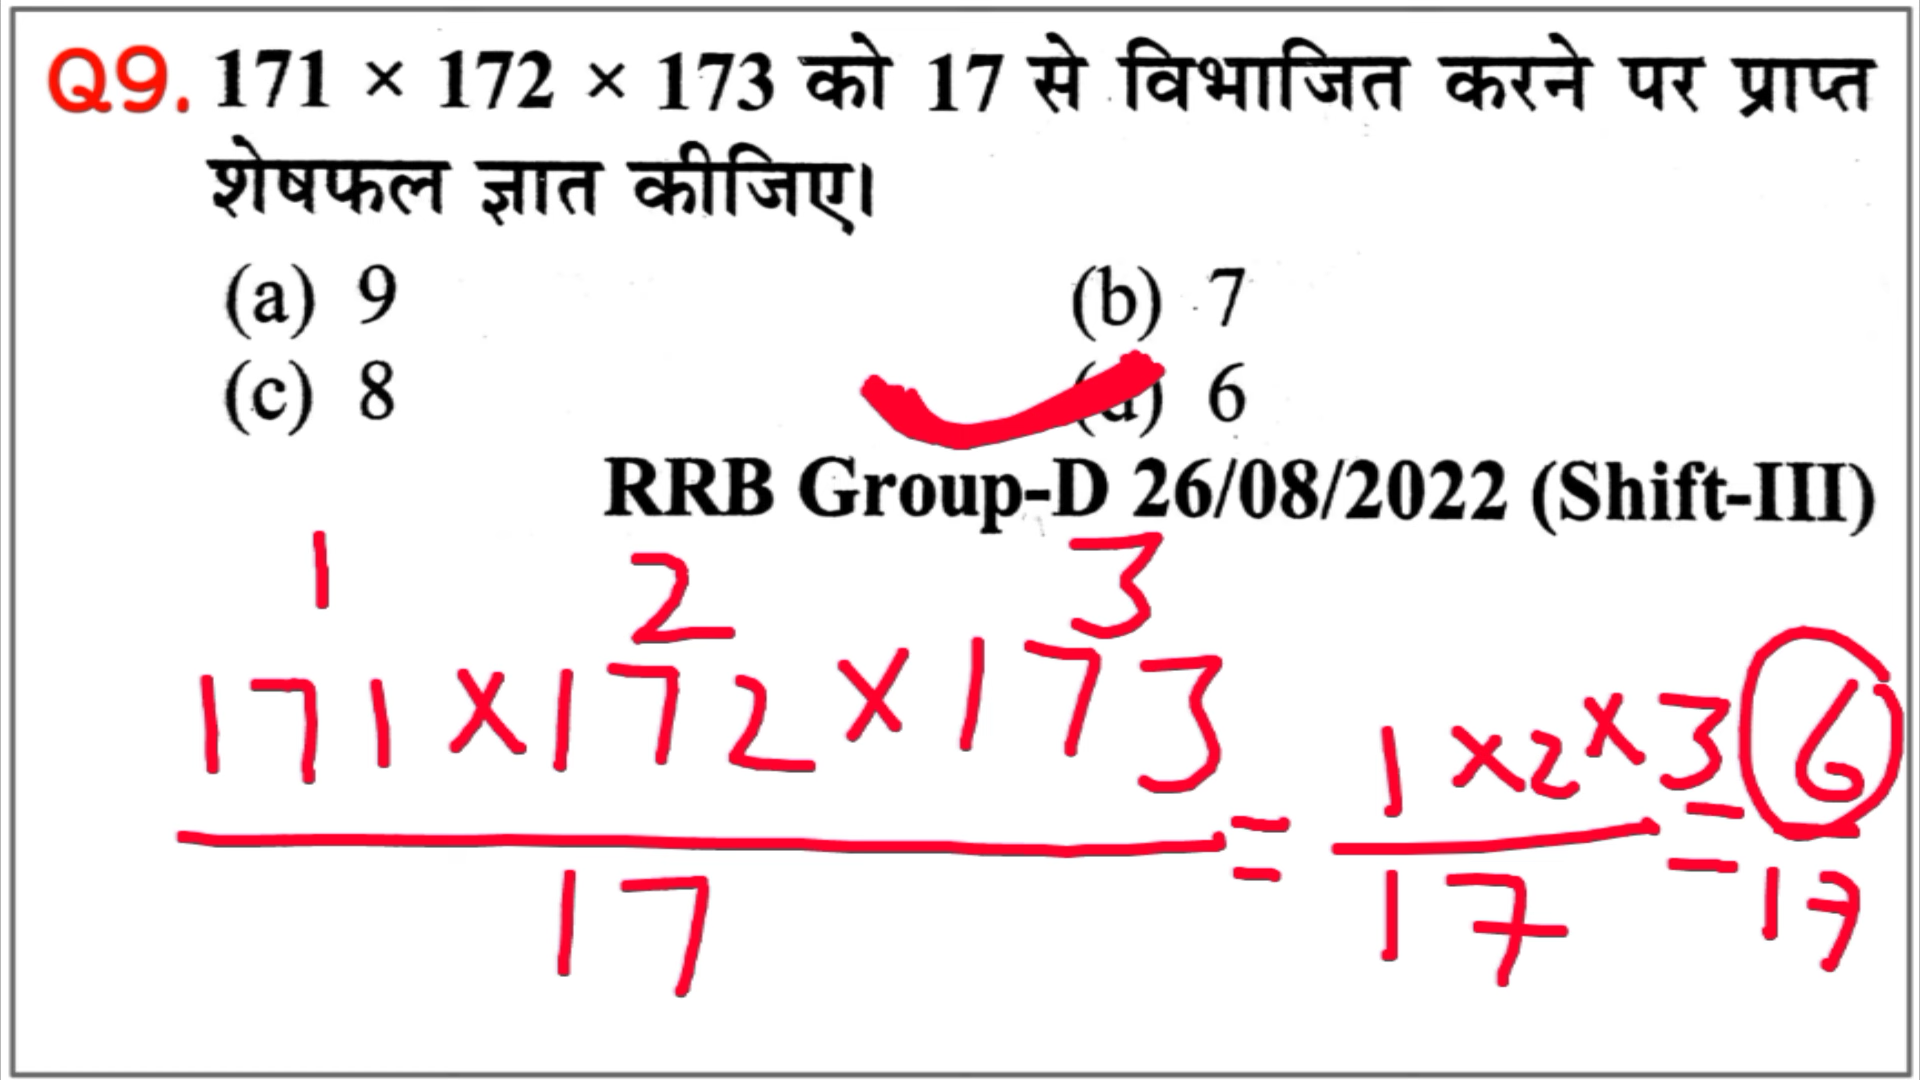 Q9. 171 × 172 × 173 को 17 से विभाजित करने पर प्राप्त
शेषफल ज्ञात कीजिए।
(a) 9 (b) 7
(c) 8 (d) 6
RRB Group-D 26/08/2022 (Shift-III)
1 2 3
171 × 172 × 173 = 1 × 2 × 3 = 6
17 17 17